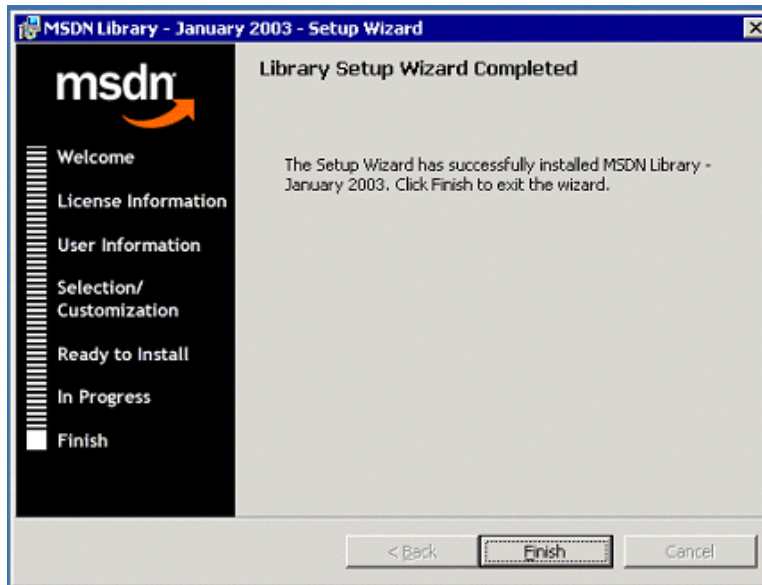 MSDN Library - January 2003 - Setup Wizard
msdn
Library Setup Wizard Completed
Welcome
License Information
User Information
Selection/
Customization
Ready to Install
In Progress
Finish
The Setup Wizard has successfully installed MSDN Library -
January 2003. Click Finish to exit the wizard.
< Back
Finish
Cancel